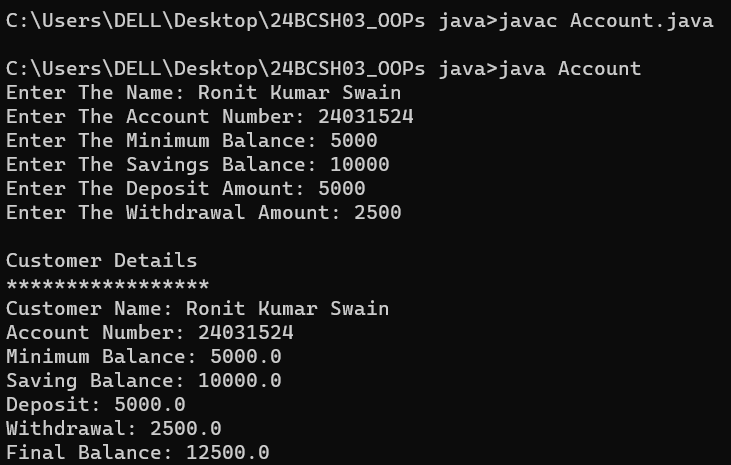 C:\Users\DELL\Desktop\24BCSH03_OOPs java>javac Account.java
C:\Users\DELL\Desktop\24BCSH03_OOPs java>java Account
Enter The Name: Ronit Kumar Swain
Enter The Account Number: 24031524
Enter The Minimum Balance: 5000
Enter The Savings Balance: 10000
Enter The Deposit Amount: 5000
Enter The Withdrawal Amount: 2500
Customer Details
*****************
Customer Name: Ronit Kumar Swain
Account Number: 24031524
Minimum Balance: 5000.0
Saving Balance: 10000.0
Deposit: 5000.0
Withdrawal: 2500.0
Final Balance: 12500.0